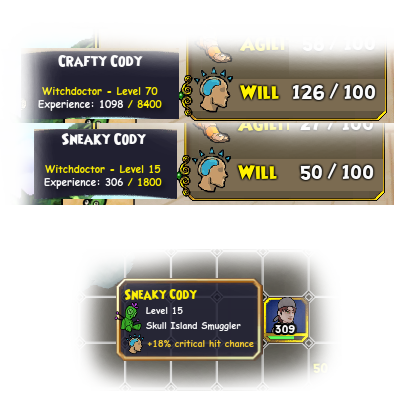 CRAFTY CODY
Witchdoctor - Level 70
Experience: 1098 / 8400
WILL 126 / 100
SNEAKY CODY
Witchdoctor - Level 15
Experience: 306 / 1800
WILL 50 / 100
SNEAKY CODY
Level 15
Skull Island Smuggler
+18% critical hit chance
309